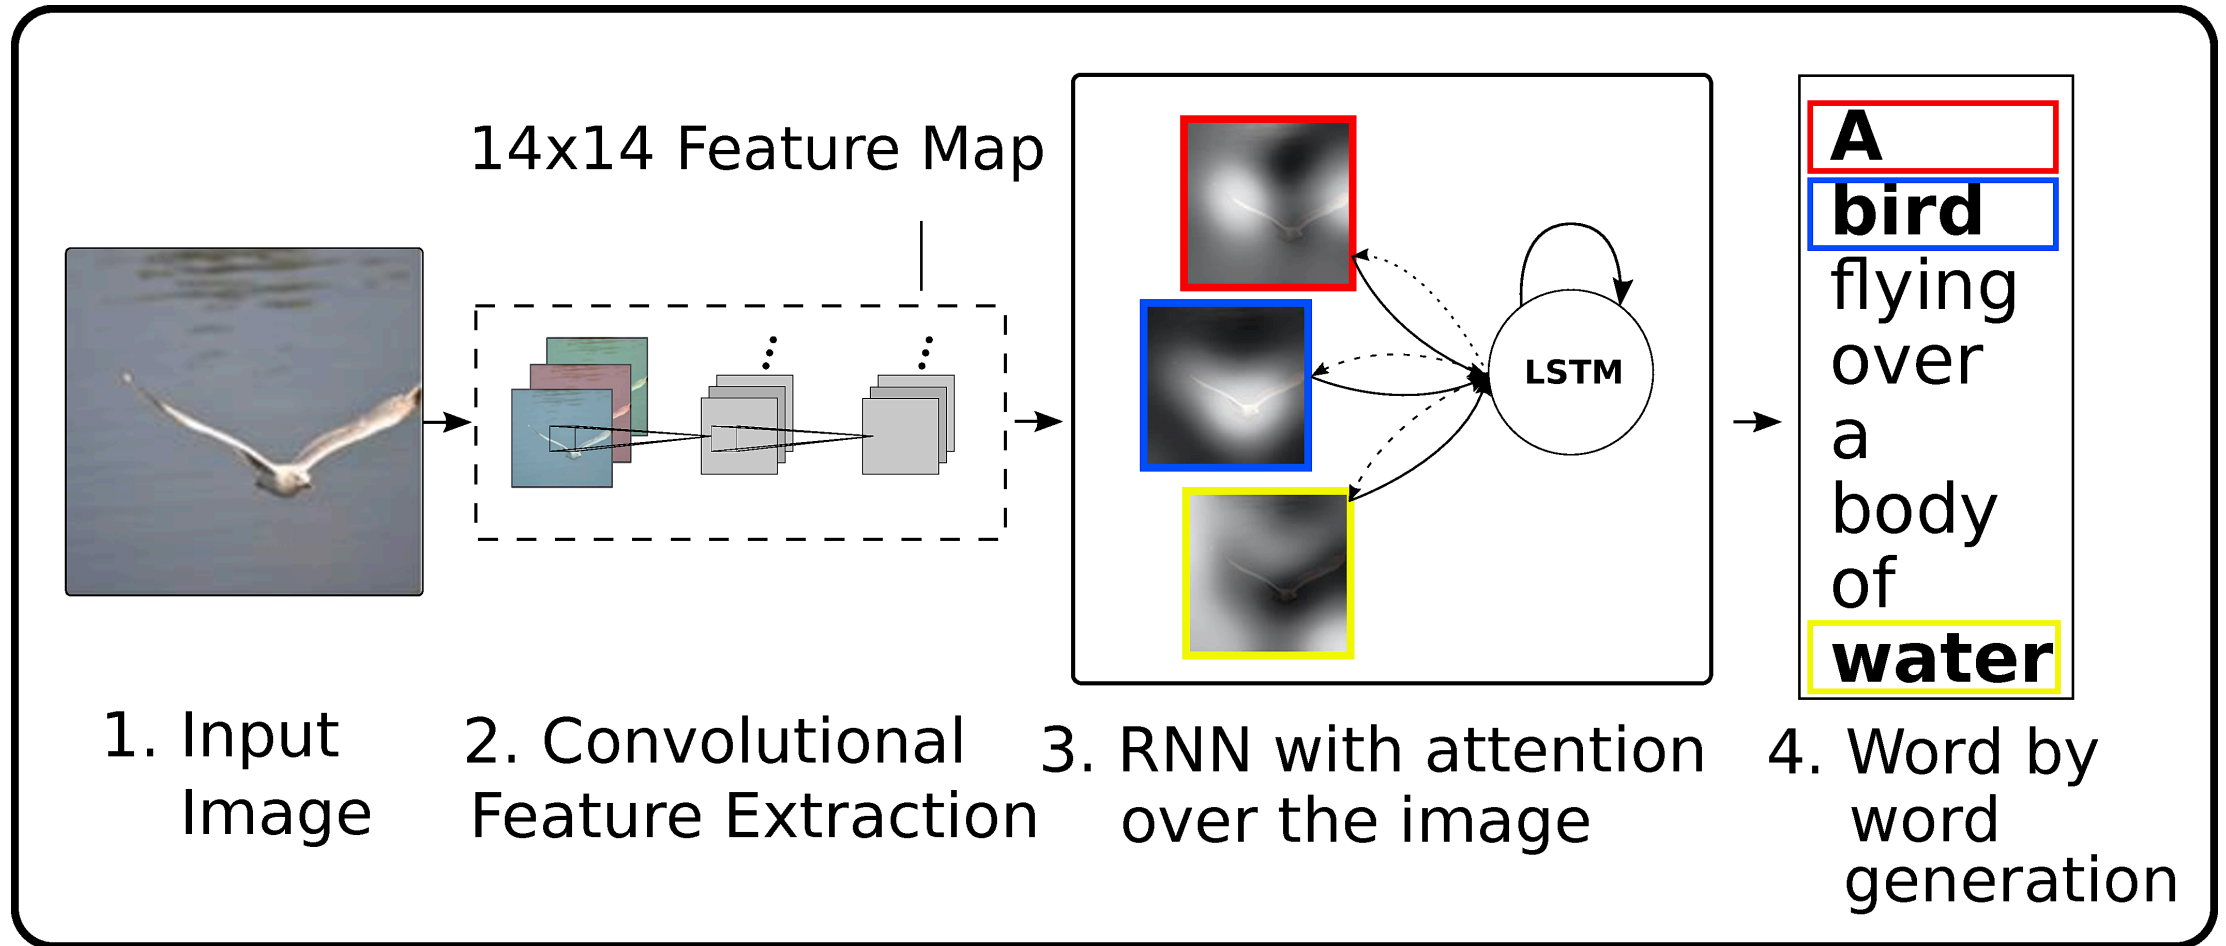 14x14 Feature Map
LSTM
A
bird
flying
over
a
body
of
water
1. Input
Image
2. Convolutional
Feature Extraction
3. RNN with attention
over the image
4. Word by
word
generation